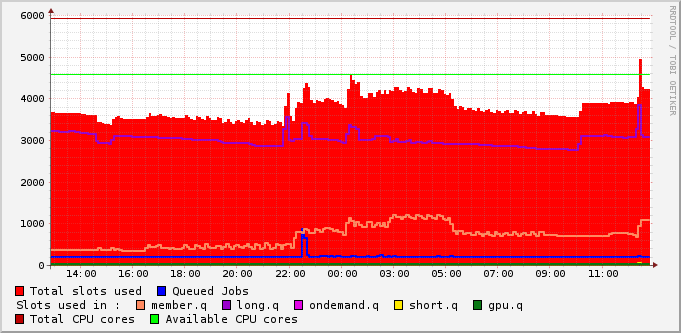 6000
5000
4000
3000
2000
1000
0
14:00 16:00 18:00 20:00 22:00 00:00 03:00 05:00 07:00 09:00 11:00
RRDTOOL / TOBI OETIKER
Total slots used Queued Jobs
Slots used in : member.q long.q ondemand.q short.q gpu.q
Total CPU cores Available CPU cores